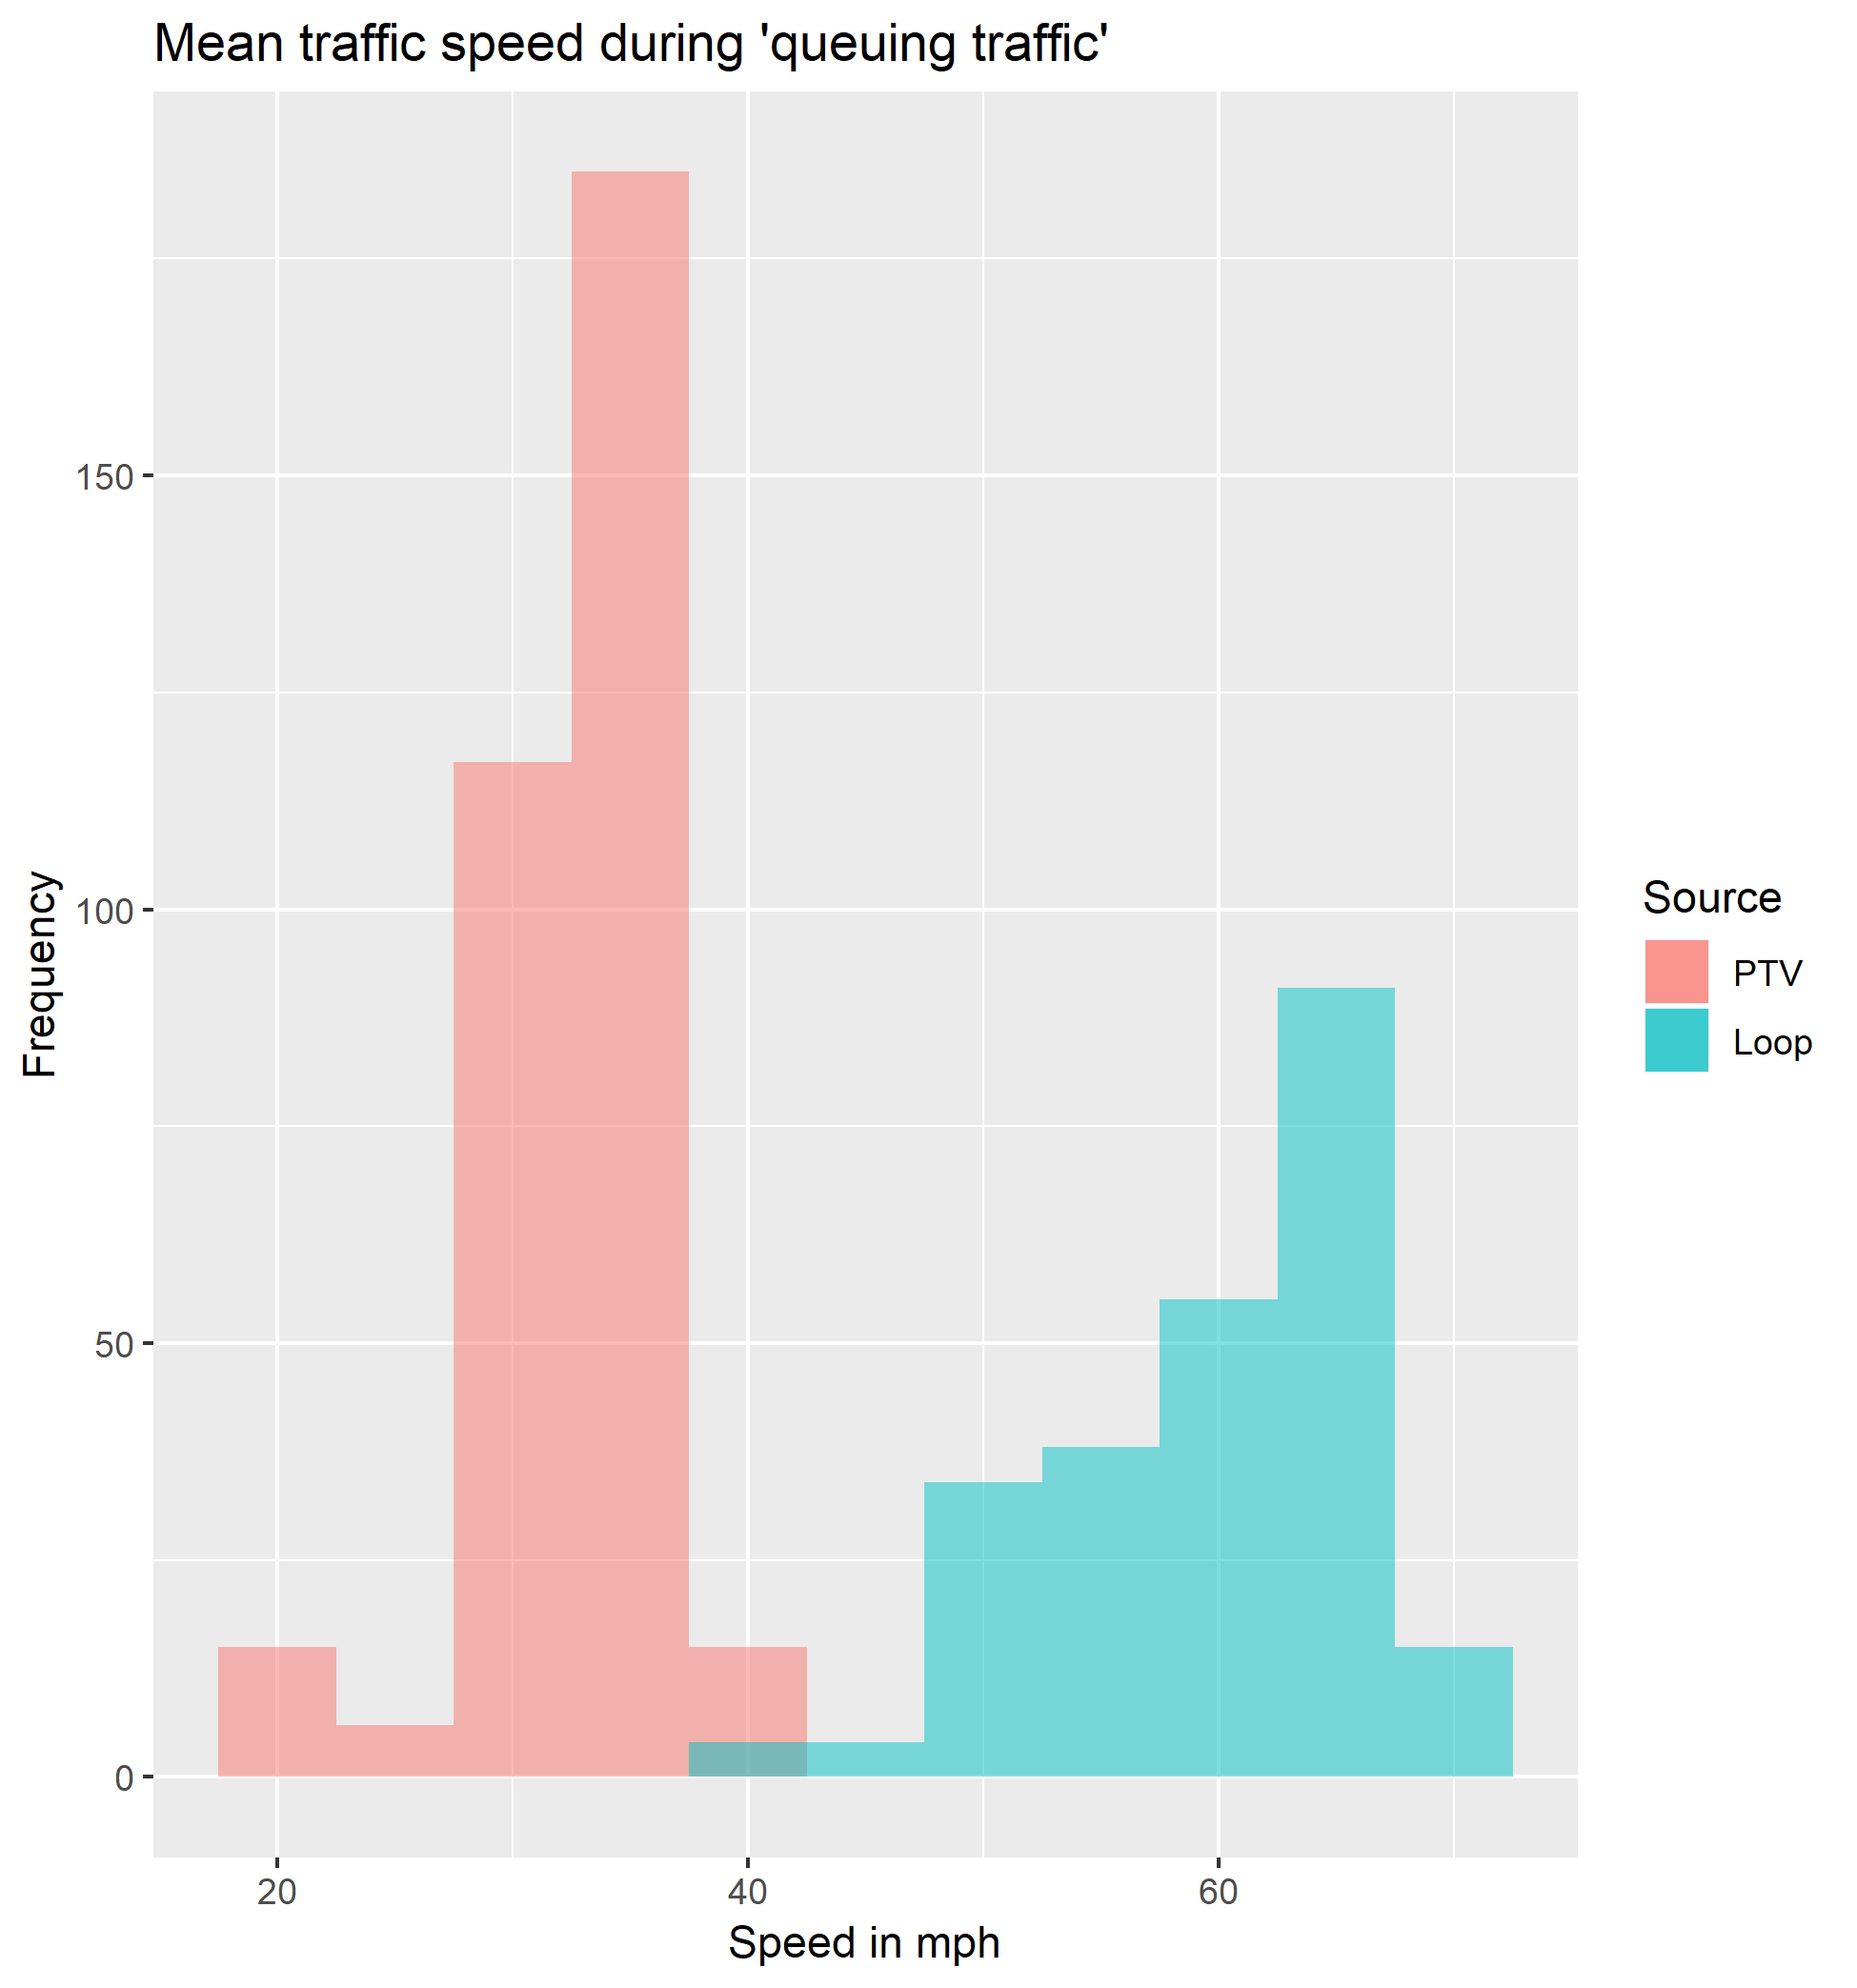 Mean traffic speed during 'queuing traffic'
150
100
50
0
Frequency
20 40 60
Speed in mph
Source
PTV
Loop